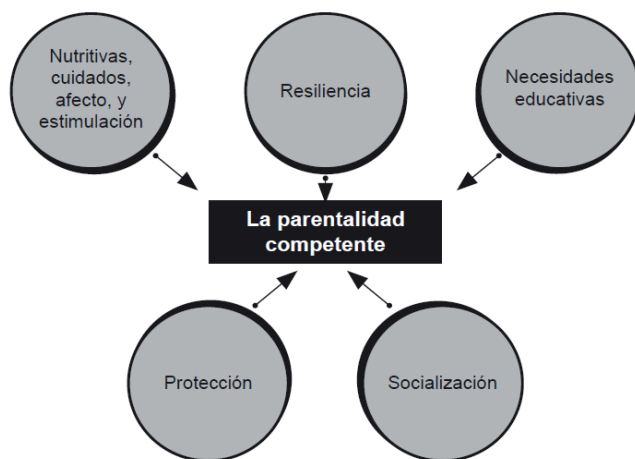 Nutritivas,
cuidados,
afecto, y
estimulación
Resiliencia
Necesidades
educativas
La parentalidad
competente
Protección
Socialización